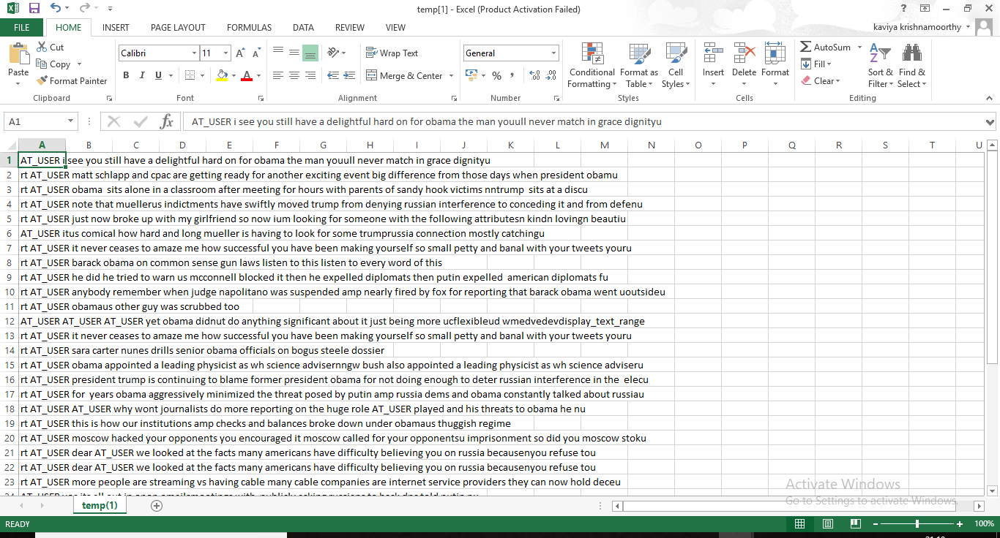 temp[1] - Excel (Product Activation Failed)
FILE HOME INSERT PAGE LAYOUT FORMULAS DATA REVIEW VIEW kaviya krishnamoorthy
Paste
Cut
Copy
Format Painter
Clipboard
Calibri 11
B I U
Font
Wrap Text
Merge & Center
Alignment
General
Number
Conditional Formatting
Format as Table
Cell Styles
Styles
Insert Delete Format
Cells
AutoSum
Fill
Clear
Sort & Filter
Find & Select
Editing
A1 AT_USER i see you still have a delightful hard on for obama the man youull never match in grace dignityu
A B C D E F G H I J K L M N O P Q R S T U
1 AT_USER i see you still have a delightful hard on for obama the man youull never match in grace dignityu
2 rt AT_USER matt schlapp and cpac are getting ready for another exciting event big difference from those days when president obamu
3 rt AT_USER obama  sits alone in a classroom after meeting for hours with parents of sandy hook victims nntrump  sits at a discu
4 rt AT_USER note that muellerus indictments have swiftly moved trump from denying russian interference to conceding it and from defenu
5 rt AT_USER just now broke up with my girlfriend so now ium looking for someone with the following attributesn kindn lovingn beautiu
6 AT_USER itus comical how hard and long mueller is having to look for some trumprussia connection mostly catchingu
7 rt AT_USER it never ceases to amaze me how successful you have been making yourself so small petty and banal with your tweets youru
8 rt AT_USER barack obama on common sense gun laws listen to this listen to every word of this
9 rt AT_USER he did he tried to warn us mcconnell blocked it then he expelled diplomats then putin expelled  american diplomats fu
10 rt AT_USER anybody remember when judge napolitano was suspended amp nearly fired by fox for reporting that barack obama went uoutsideu
11 rt AT_USER obamaus other guy was scrubbed too
12 AT_USER AT_USER AT_USER yet obama didnut do anything significant about it just being more ucflexibleud wmedvedevdisplay_text_range
13 rt AT_USER it never ceases to amaze me how successful you have been making yourself so small petty and banal with your tweets youru
14 rt AT_USER sara carter nunes drills senior obama officials on bogus steele dossier
15 rt AT_USER obama appointed a leading physicist as wh science advisernngw bush also appointed a leading physicist as wh science adviseru
16 rt AT_USER president trump is continuing to blame former president obama for not doing enough to deter russian interference in the  elecu
17 rt AT_USER for  years obama aggressively minimized the threat posed by putin amp russia dems and obama constantly talked about russiau
18 rt AT_USER AT_USER why wont journalists do more reporting on the huge role AT_USER played and his threats to obama he nu
19 rt AT_USER this is how our institutions amp checks and balances broke down under obamaus thuggish regime
20 rt AT_USER moscow hacked your opponents you encouraged it moscow called for your opponentsu imprisonment so did you moscow stoku
21 rt AT_USER dear AT_USER we looked at the facts many americans have difficulty believing you on russia becausenyou refuse tou
22 rt AT_USER dear AT_USER we looked at the facts many americans have difficulty believing you on russia becausenyou refuse tou
23 rt AT_USER more people are streaming vs having cable many cable companies are internet service providers they can now hold deceu
Activate Windows
Go to Settings to activate Windows.
temp(1)
READY 100%